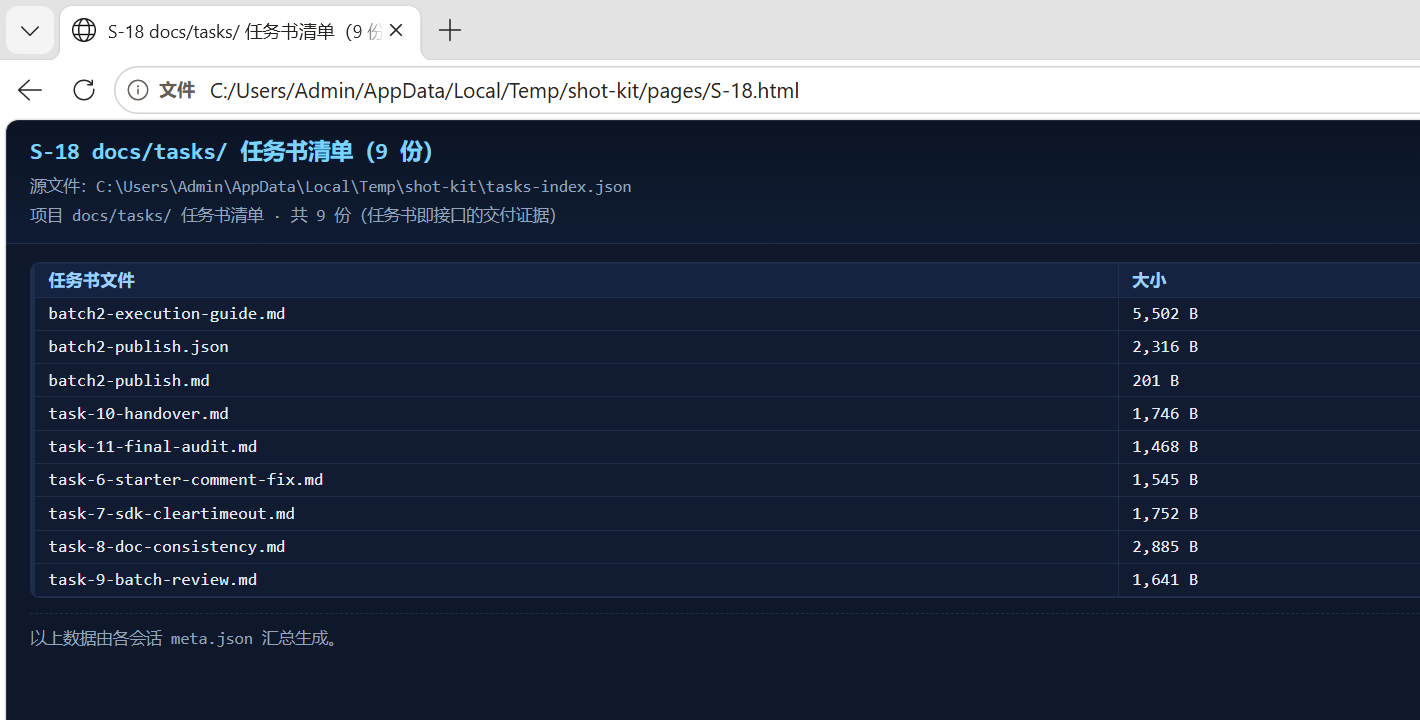 S-18 docs/tasks/ 任务书清单（9 份
文件 C:/Users/Admin/AppData/Local/Temp/shot-kit/pages/S-18.html
S-18 docs/tasks/ 任务书清单（9 份）
源文件：C:\Users\Admin\AppData\Local\Temp\shot-kit\tasks-index.json
项目 docs/tasks/ 任务书清单 · 共 9 份（任务书即接口的交付证据）
任务书文件 大小
batch2-execution-guide.md 5,502 B
batch2-publish.json 2,316 B
batch2-publish.md 201 B
task-10-handover.md 1,746 B
task-11-final-audit.md 1,468 B
task-6-starter-comment-fix.md 1,545 B
task-7-sdk-cleartimeout.md 1,752 B
task-8-doc-consistency.md 2,885 B
task-9-batch-review.md 1,641 B
以上数据由各会话 meta.json 汇总生成。